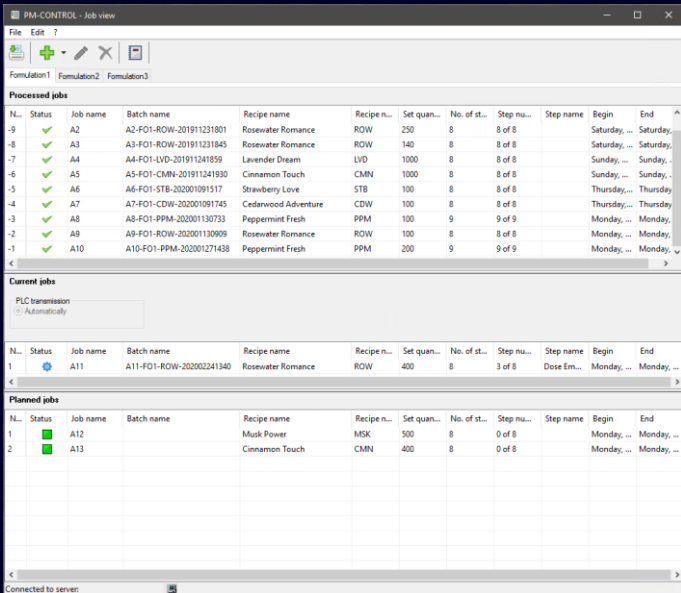 PM-CONTROL - Job view
File Edit ?
Formulation1 Formulation2 Formulation3
Processed jobs
N... Status Job name Batch name Recipe name Recipe n... Set quan... No. of st... Step nu... Step name Begin End
-9 A2 A2-FO1-ROW-201911231801 Rosewater Romance ROW 250 8 8 of 8 Saturday, ... Saturday,
-8 A3 A3-FO1-ROW-201911231845 Rosewater Romance ROW 140 8 8 of 8 Saturday, ... Saturday,
-7 A4 A4-FO1-LVD-201911241859 Lavender Dream LVD 1000 8 8 of 8 Sunday, ... Sunday, .
-6 A5 A5-FO1-CMN-201911241930 Cinnamon Touch CMN 1000 8 8 of 8 Sunday, ... Sunday, .
-5 A6 A6-FO1-STB-202001091517 Strawberry Love STB 100 8 8 of 8 Thursday,... Thursday
-4 A7 A7-FO1-CDW-202001091745 Cedarwood Adventure CDW 100 8 8 of 8 Thursday,... Thursday
-3 A8 A8-FO1-PPM-202001130733 Peppermint Fresh PPM 100 9 9 of 9 Monday, ... Monday,
-2 A9 A9-FO1-ROW-202001130909 Rosewater Romance ROW 100 8 8 of 8 Monday, ... Monday,
-1 A10 A10-FO1-PPM-202001271438 Peppermint Fresh PPM 200 9 9 of 9 Monday, ... Monday,
Current jobs
PLC transmission
Automatically
N... Status Job name Batch name Recipe name Recipe n... Set quan... No. of st... Step nu... Step name Begin End
1 A11 A11-FO1-ROW-202002241340 Rosewater Romance ROW 400 8 3 of 8 Dose Em... Monday, ... Monday, ...
Planned jobs
N... Status Job name Batch name Recipe name Recipe n... Set quan... No. of st... Step nu... Step name Begin End
1 A12 Musk Power MSK 500 8 0 of 8 Monday, ... Monday, ...
2 A13 Cinnamon Touch CMN 400 8 0 of 8 Monday, ... Monday, ...
Connected to server: